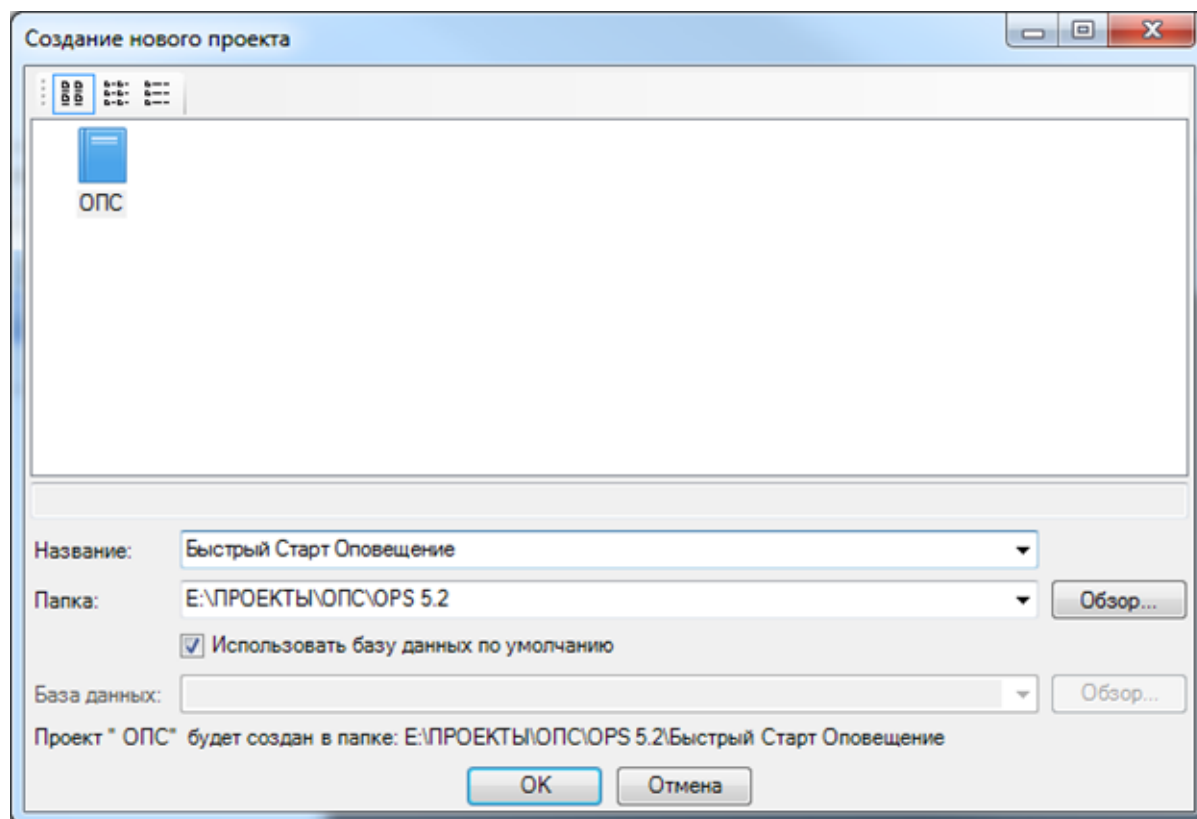 Создание нового проекта
ОПС
Название: Быстрый Старт Оповещение
Папка: E:\ПРОЕКТЫ\ОПС\OPS 5.2 Обзор...
Использовать базу данных по умолчанию
База данных: Обзор...
Проект " ОПС" будет создан в папке: E:\ПРОЕКТЫ\ОПС\OPS 5.2\Быстрый Старт Оповещение
OK Отмена